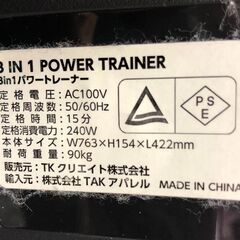 3 IN 1 POWER TRAINER
3in1パワートレーナー
定格電圧：AC100V
定格周波数：50/60Hz
定格時間：15分
定格消費電力：240W
本体サイズ：W763×H154×L422mm
耐荷重量：90kg
販売元：TKクリエイト株式会社
輸入元：株式会社 TAK アパレル
MADE IN CHINA
PSE